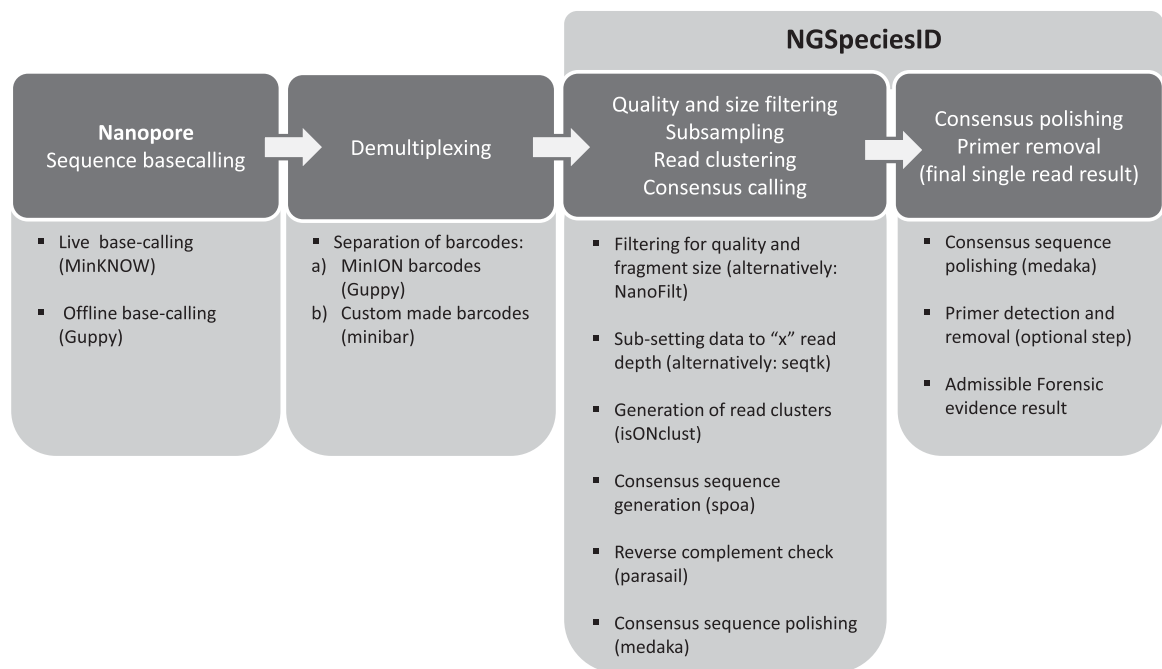 NGSpeciesID
Nanopore
Sequence basecalling
Demultiplexing
Quality and size filtering
Subsampling
Read clustering
Consensus calling
Consensus polishing
Primer removal
(final single read result)
▪ Live base-calling
(MinKNOW)
▪ Offline base-calling
(Guppy)
▪ Separation of barcodes:
a) MinION barcodes
(Guppy)
b) Custom made barcodes
(minibar)
▪ Filtering for quality and
fragment size (alternatively:
NanoFilt)
▪ Sub-setting data to “x” read
depth (alternatively: seqtk)
▪ Generation of read clusters
(isONclust)
▪ Consensus sequence
generation (spoa)
▪ Reverse complement check
(parasail)
▪ Consensus sequence polishing
(medaka)
▪ Consensus sequence
polishing (medaka)
▪ Primer detection and
removal (optional step)
▪ Admissible Forensic
evidence result